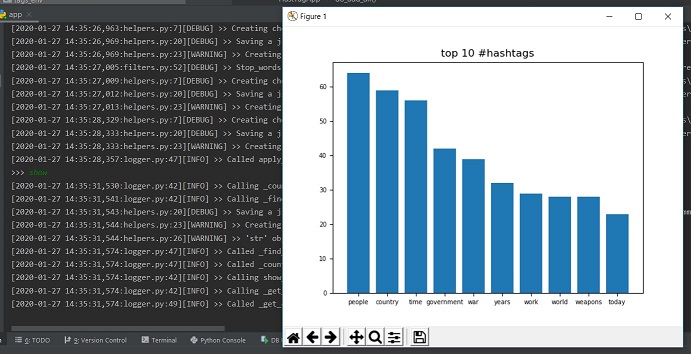 tags_env
app
Figure 1
[2020-01-27 14:35:26,963:helpers.py:7][DEBUG] >> Creating ch
[2020-01-27 14:35:26,969:helpers.py:20][DEBUG] >> Saving a j
[2020-01-27 14:35:26,969:helpers.py:23][WARNING] >> Creating
[2020-01-27 14:35:27,005:filters.py:52][DEBUG] >> Stop_words
[2020-01-27 14:35:27,009:helpers.py:7][DEBUG] >> Creating ch
[2020-01-27 14:35:27,012:helpers.py:20][DEBUG] >> Saving a j
[2020-01-27 14:35:27,013:helpers.py:23][WARNING] >> Creating
[2020-01-27 14:35:28,329:helpers.py:7][DEBUG] >> Creating ch
[2020-01-27 14:35:28,333:helpers.py:20][DEBUG] >> Saving a j
[2020-01-27 14:35:28,333:helpers.py:23][WARNING] >> Creating
[2020-01-27 14:35:28,357:logger.py:47][INFO] >> Called apply_
>>> show
[2020-01-27 14:35:31,530:logger.py:42][INFO] >> Calling _cou
[2020-01-27 14:35:31,541:logger.py:42][INFO] >> Calling _fin
[2020-01-27 14:35:31,543:helpers.py:20][DEBUG] >> Saving a j
[2020-01-27 14:35:31,544:helpers.py:23][WARNING] >> Creating
[2020-01-27 14:35:31,544:helpers.py:26][WARNING] >> 'str' ob
[2020-01-27 14:35:31,574:logger.py:47][INFO] >> Called _find
[2020-01-27 14:35:31,574:logger.py:47][INFO] >> Called _coun
[2020-01-27 14:35:31,574:logger.py:42][INFO] >> Calling show
[2020-01-27 14:35:31,574:logger.py:42][INFO] >> Calling _get_
[2020-01-27 14:35:31,574:logger.py:49][INFO] >> Called _get_
6: TODO
9: Version Control
Terminal
Python Console
DB
top 10 #hashtags
60
50
40
30
20
10
0
people country time government war years work world weapons today